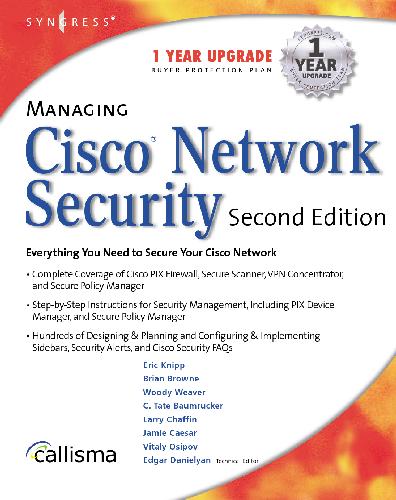 SYNGRESS®
1 YEAR UPGRADE
BUYER PROTECTION PLAN
1
YEAR
UPGRADE
BUYER PROTECTION PLAN
MANAGING
Cisco® Network
Security Second Edition
Everything You Need to Secure Your Cisco Network
• Complete Coverage of Cisco PIX Firewall, Secure Scanner, VPN Concentrator,
and Secure Policy Manager
• Step-by-Step Instructions for Security Management, Including PIX Device
Manager, and Secure Policy Manager
• Hundreds of Designing & Planning and Configuring & Implementing
Sidebars, Security Alerts, and Cisco Security FAQs
Eric Knipp
Brian Browne
Woody Weaver
C. Tate Baumrucker
Larry Chaffin
Jamie Caesar
Vitaly Osipov
Edgar Danielyan Technical Editor
callisma